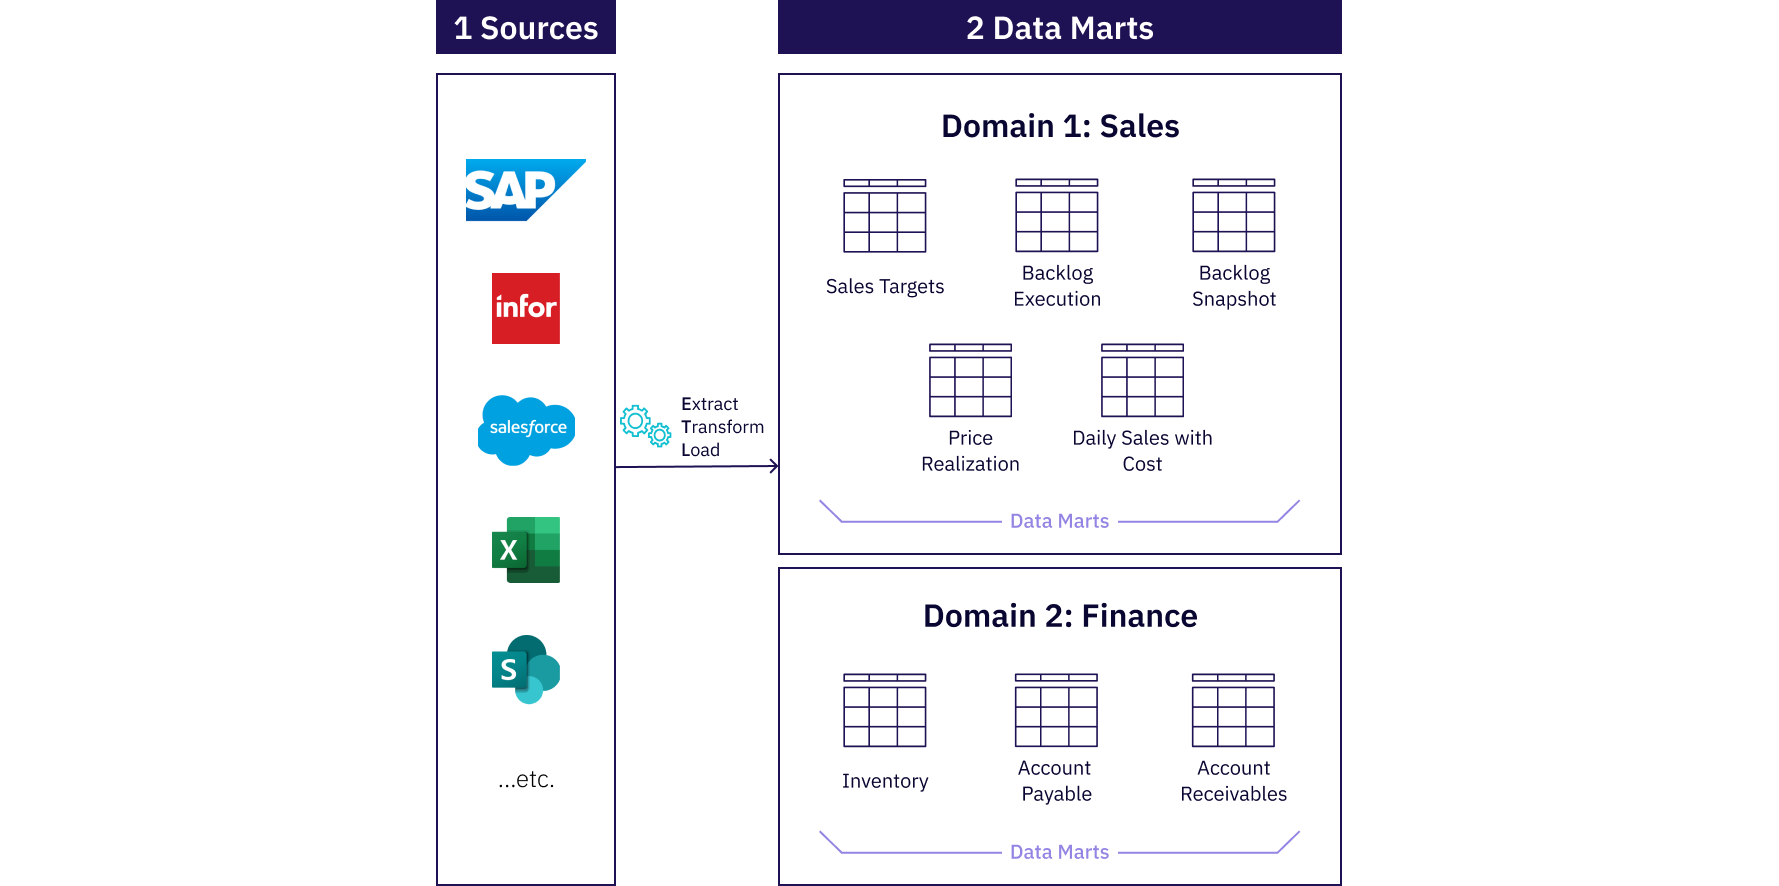 1 Sources
2 Data Marts
SAP
infor
salesforce
X
S
...etc.
Extract
Transform
Load
Domain 1: Sales
Sales Targets
Backlog
Execution
Backlog
Snapshot
Price
Realization
Daily Sales with
Cost
Data Marts
Domain 2: Finance
Inventory
Account
Payable
Account
Receivables
Data Marts